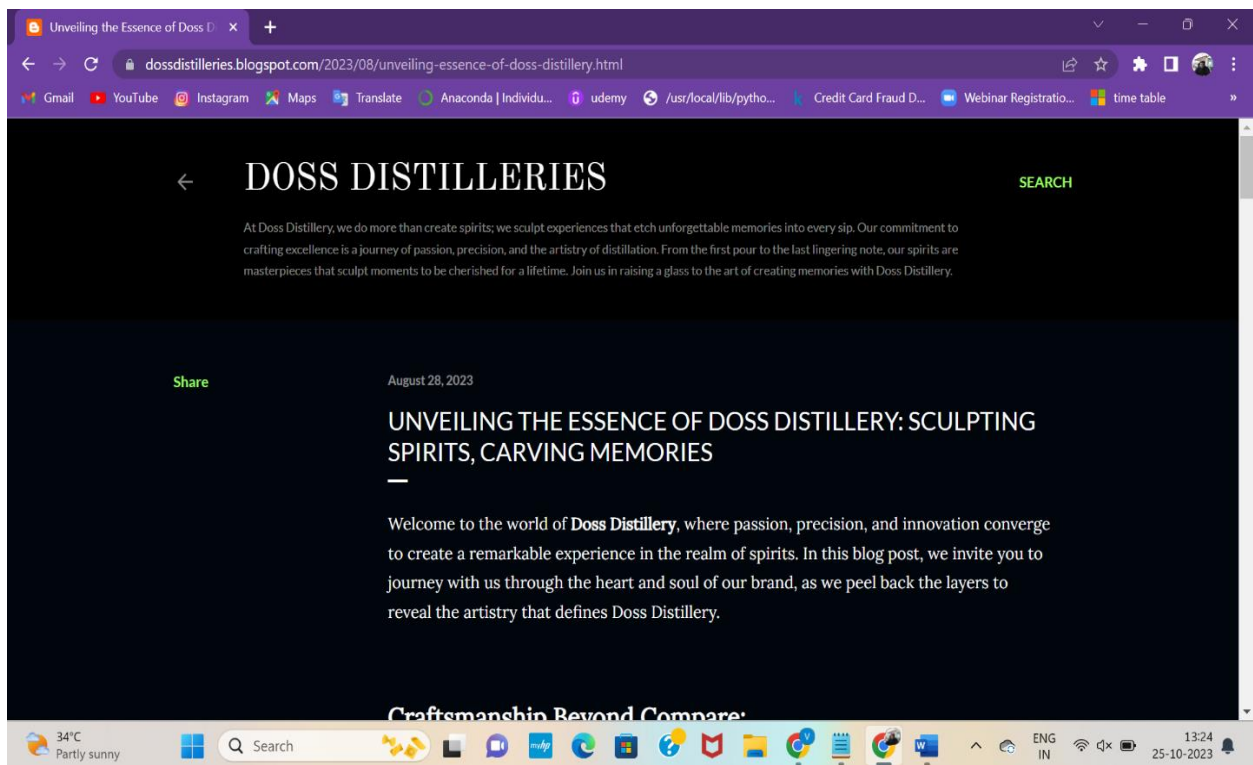 Unveiling the Essence of Doss D
dossdistilleries.blogspot.com/2023/08/unveiling-essence-of-doss-distillery.html
Gmail YouTube Instagram Maps Translate Anaconda | Individu... udemy /usr/local/lib/pytho... Credit Card Fraud D... Webinar Registratio... time table »
DOSS DISTILLERIES
SEARCH
At Doss Distillery, we do more than create spirits; we sculpt experiences that etch unforgettable memories into every sip. Our commitment to
crafting excellence is a journey of passion, precision, and the artistry of distillation. From the first pour to the last lingering note, our spirits are
masterpieces that sculpt moments to be cherished for a lifetime. Join us in raising a glass to the art of creating memories with Doss Distillery.
Share
August 28, 2023
UNVEILING THE ESSENCE OF DOSS DISTILLERY: SCULPTING
SPIRITS, CARVING MEMORIES
Welcome to the world of Doss Distillery, where passion, precision, and innovation converge
to create a remarkable experience in the realm of spirits. In this blog post, we invite you to
journey with us through the heart and soul of our brand, as we peel back the layers to
reveal the artistry that defines Doss Distillery.
Craftsmanship Beyond Compare:
34°C
Partly sunny
Search
myhp
ENG
IN
13:24
25-10-2023